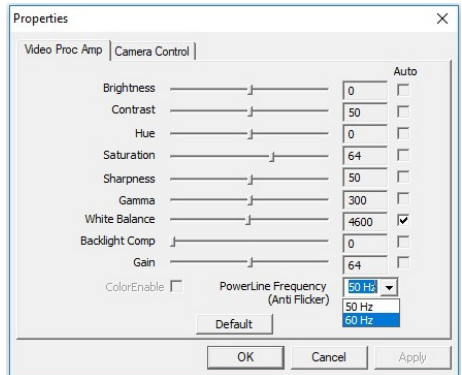 Properties
Video Proc Amp Camera Control
Auto
Brightness 0
Contrast 50
Hue 0
Saturation 64
Sharpness 50
Gamma 300
White Balance 4600
Backlight Comp 0
Gain 64
ColorEnable PowerLine Frequency 50 Hz
(Anti Flicker)
50 Hz
60 Hz
Default
OK Cancel Apply